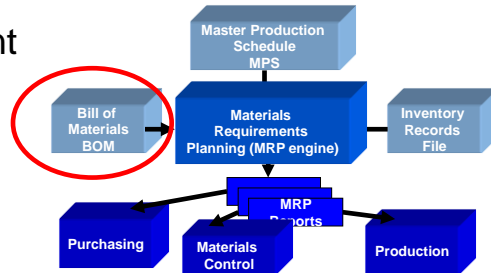 nt
Master Production
Schedule
MPS
Bill of
Materials
BOM
Materials
Requirements
Planning (MRP engine)
Inventory
Records
File
MRP
Reports
Purchasing
Materials
Control
Production